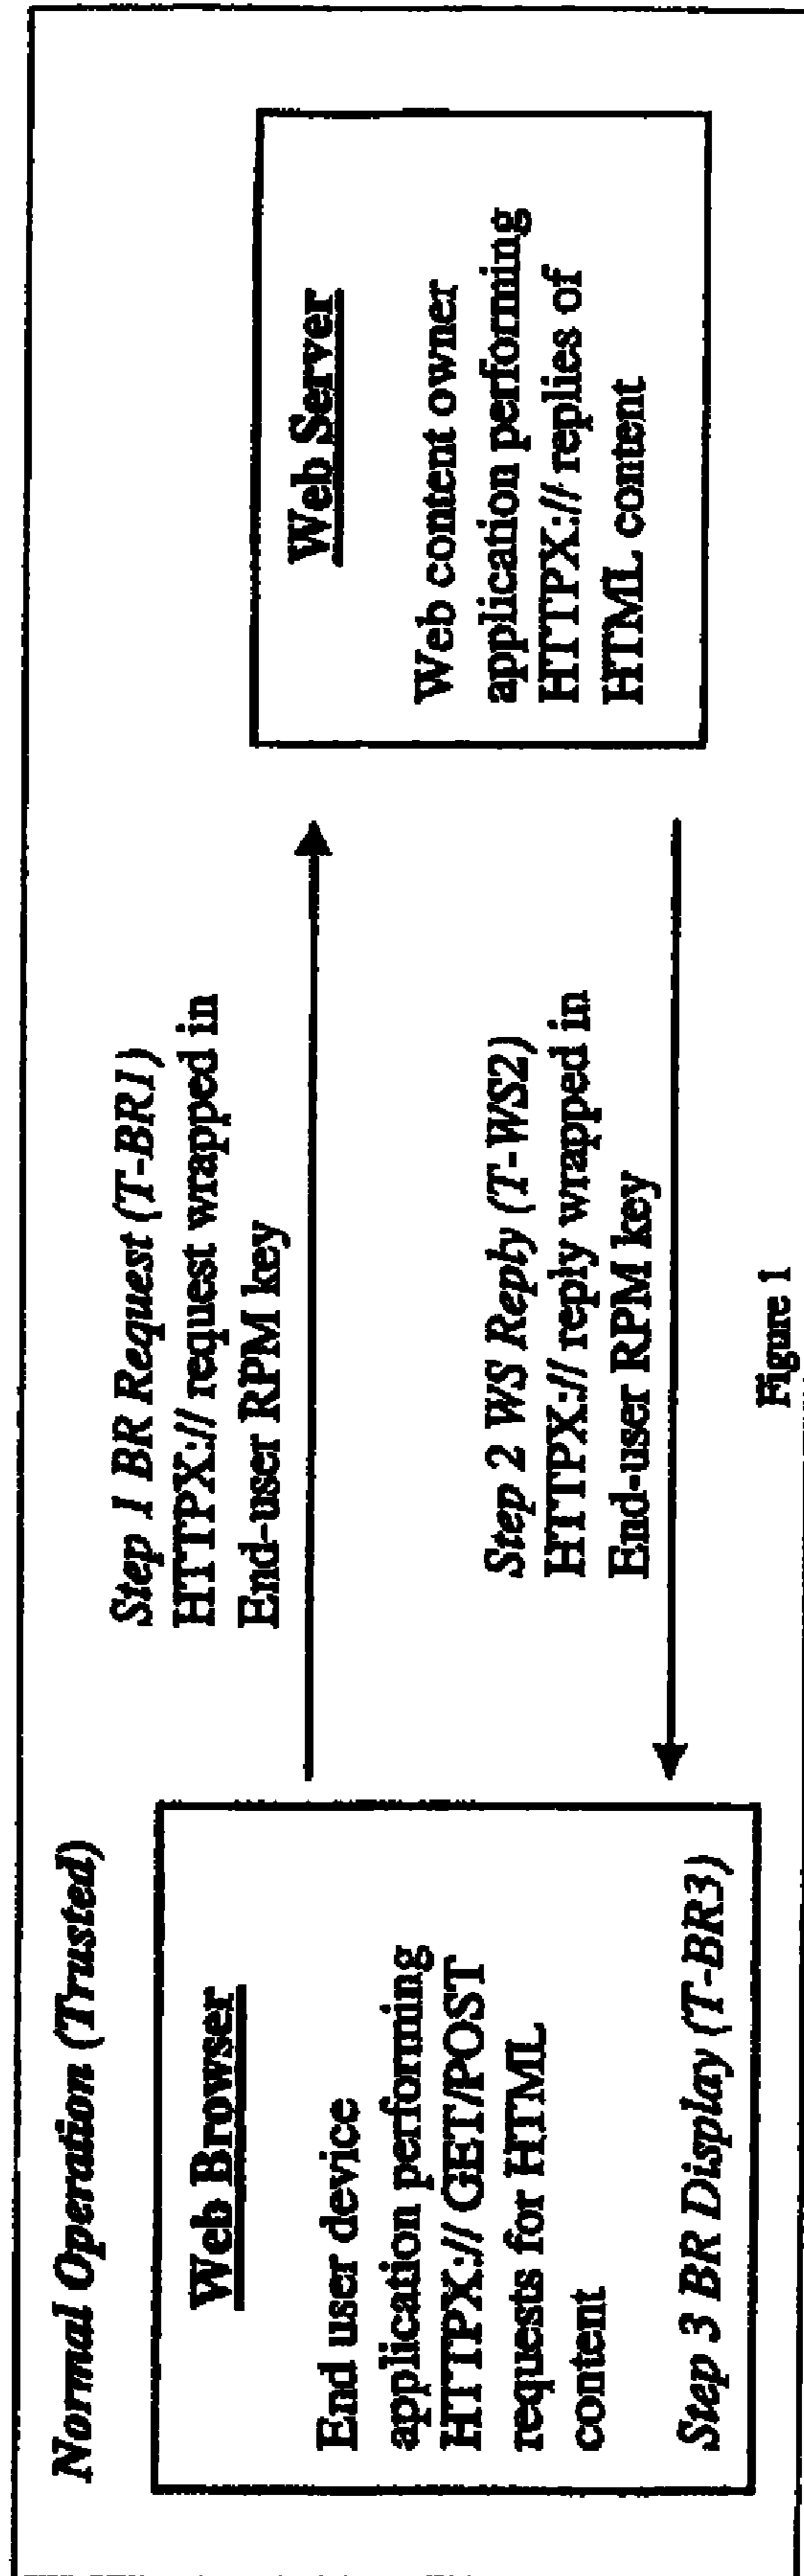 Normal Operation (Trusted)
Web Browser
End user device
application performing
HTTPX:// GET/POST
requests for HTML
content
Step 3 BR Display (T-BR3)
Step 1 BR Request (T-BR1)
HTTPX:// request wrapped in
End-user RPM key
Step 2 WS Reply (T-WS2)
HTTPX:// reply wrapped in
End-user RPM key
Web Server
Web content owner
application performing
HTTPX:// replies of
HTML content
Figure 1